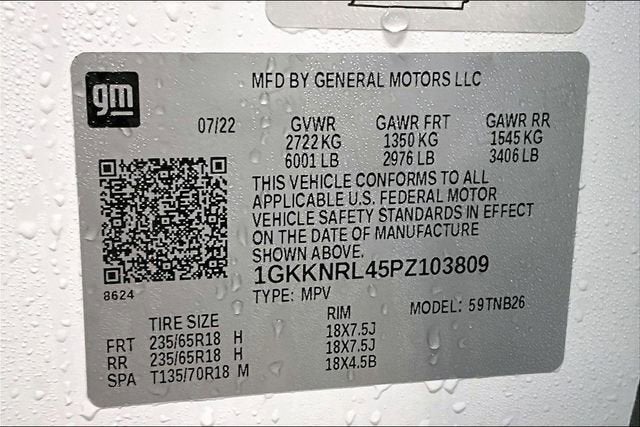 gm
MFD BY GENERAL MOTORS LLC
07/22 GVWR GAWR FRT GAWR RR
2722 KG 1350 KG 1545 KG
6001 LB 2976 LB 3406 LB
THIS VEHICLE CONFORMS TO ALL
APPLICABLE U.S. FEDERAL MOTOR
VEHICLE SAFETY STANDARDS IN EFFECT
ON THE DATE OF MANUFACTURE
SHOWN ABOVE.
1GKKNRL45PZ103809
8624
TYPE: MPV MODEL: 59TNB26
TIRE SIZE RIM
FRT 235/65R18 H 18X7.5J
RR 235/65R18 H 18X7.5J
SPA T135/70R18 M 18X4.5B